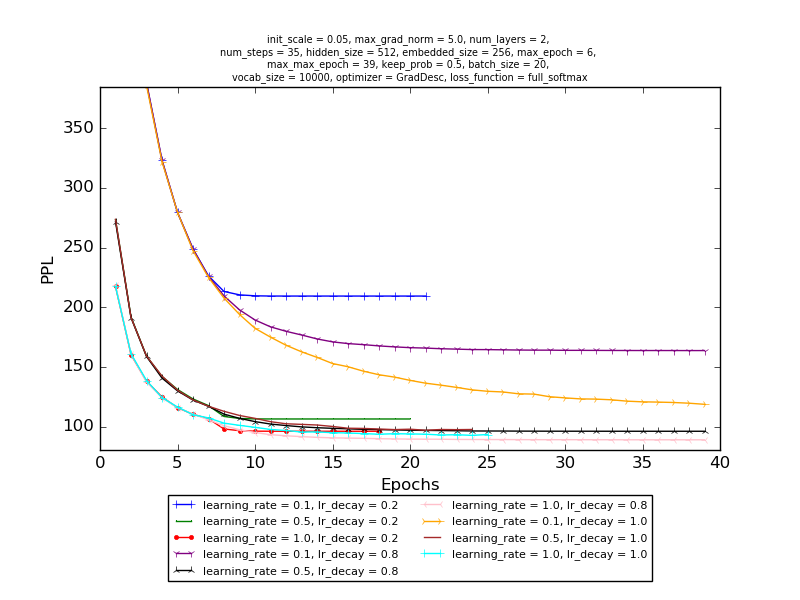 init_scale = 0.05, max_grad_norm = 5.0, num_layers = 2,
num_steps = 35, hidden_size = 512, embedded_size = 256, max_epoch = 6,
max_max_epoch = 39, keep_prob = 0.5, batch_size = 20,
vocab_size = 10000, optimizer = GradDesc, loss_function = full_softmax
350
300
250
200
150
100
PPL
0 5 10 15 20 25 30 35 40
Epochs
learning_rate = 0.1, lr_decay = 0.2
learning_rate = 0.5, lr_decay = 0.2
learning_rate = 1.0, lr_decay = 0.2
learning_rate = 0.1, lr_decay = 0.8
learning_rate = 0.5, lr_decay = 0.8
learning_rate = 1.0, lr_decay = 0.8
learning_rate = 0.1, lr_decay = 1.0
learning_rate = 0.5, lr_decay = 1.0
learning_rate = 1.0, lr_decay = 1.0